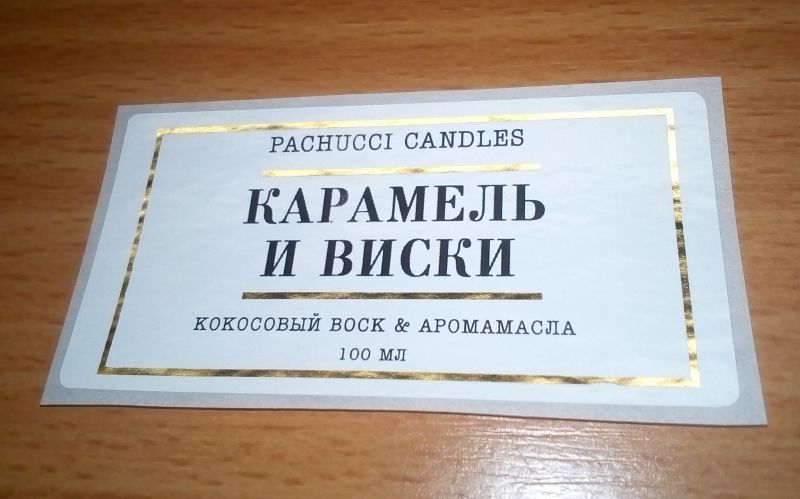 PACHUCCI CANDLES
КАРАМЕЛЬ
И ВИСКИ
КОКОСОВЫЙ ВОСК & АРОМАМАСЛА
100 МЛ